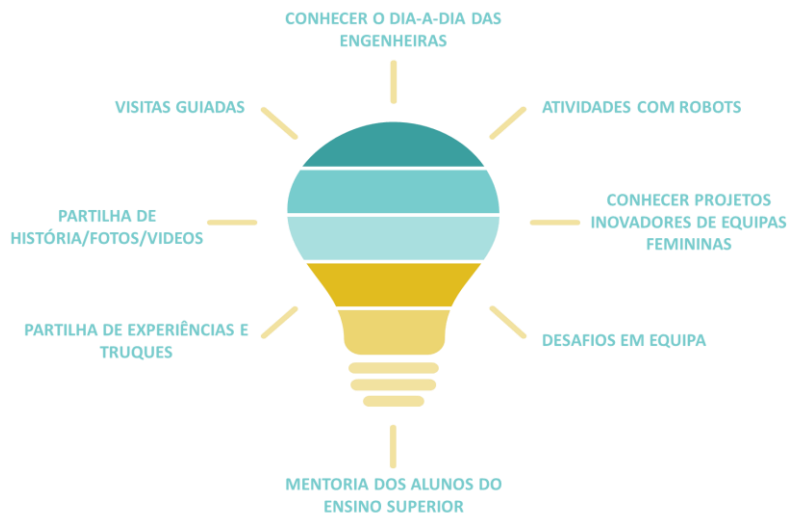 CONHECER O DIA-A-DIA DAS
ENGENHEIRAS
VISITAS GUIADAS
ATIVIDADES COM ROBOTS
PARTILHA DE
HISTÓRIA/FOTOS/VIDEOS
CONHECER PROJETOS
INOVADORES DE EQUIPAS
FEMININAS
PARTILHA DE EXPERIÊNCIAS E
TRUQUES
DESAFIOS EM EQUIPA
MENTORIA DOS ALUNOS DO
ENSINO SUPERIOR